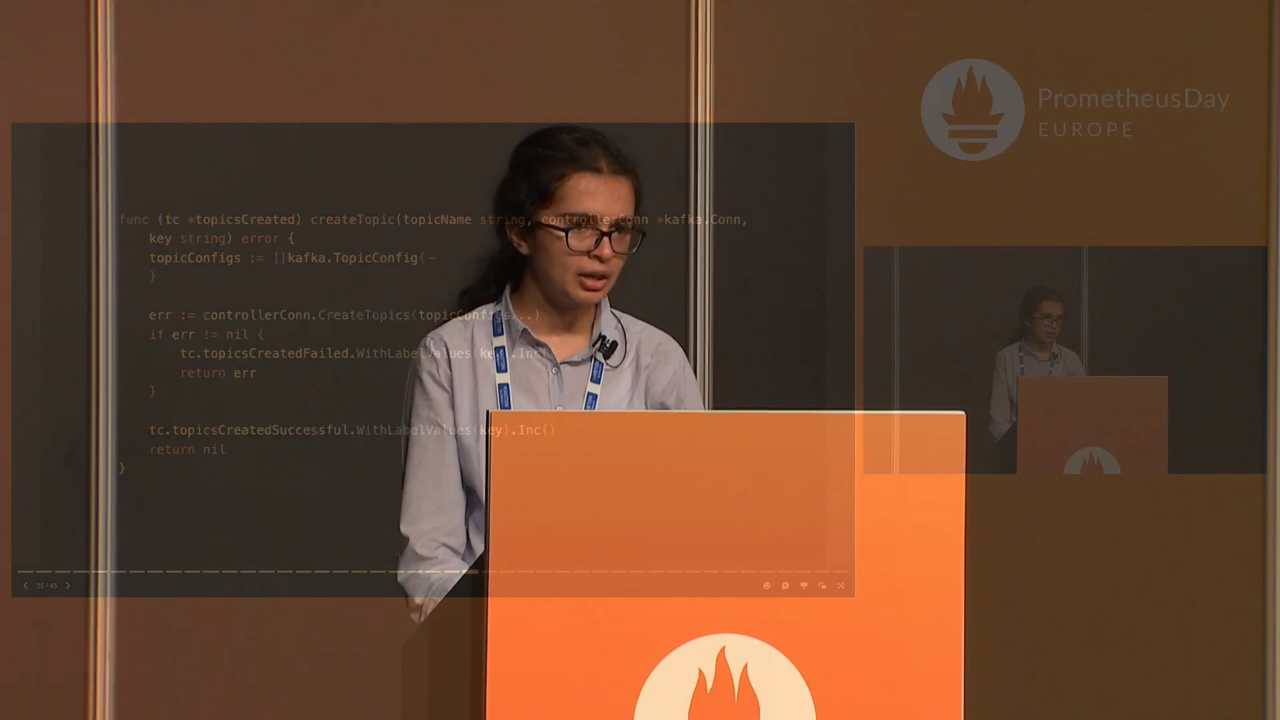 PrometheusDay
EUROPE
func (tc *topicsCreated) createTopic(topicName string, controllerConn *kafka.Conn,
key string) error {
topicConfigs := []kafka.TopicConfig{⋯
}
err := controllerConn.CreateTopics(topicConfigs...)
if err != nil {
tc.topicsCreatedFailed.WithLabelValues(key).Inc()
return err
}
tc.topicsCreatedSuccessful.WithLabelValues(key).Inc()
return nil
}
25 / 45